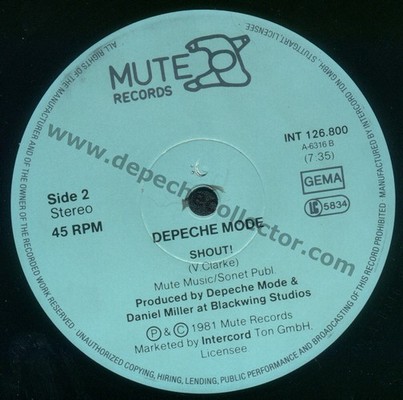 MUTE
RECORDS
INT 126.800
A-6316 B
(7'35)
GEMA
LC 5834
Side 2
Stereo
45 RPM
www.depechecollector.com
DEPECHE MODE
SHOUT!
(V Clarke)
Mute Music/Sonet Publ.
Produced by Depeche Mode &
Daniel Miller at Blackwing Studios
Ⓟ & © 1981 Mute Records
Marketed by Intercord Ton GmbH.
Licensee
ALL RIGHTS OF THE MANUFACTURER AND OF THE OWNER OF THE RECORDED WORK RESERVED. UNAUTHORIZED COPYING, HIRING, LENDING, PUBLIC PERFORMANCE AND BROADCASTING OF THIS RECORD PROHIBITED MANUFACTURED BY INTERCORD TON GMBH., STUTTGART, LICENSEE